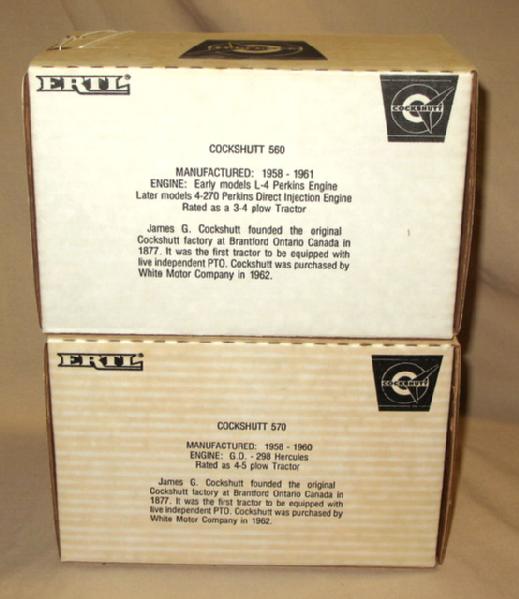 ERTL®
COCKSHUTT
COCKSHUTT 560
MANUFACTURED: 1958 - 1961
ENGINE: Early models L-4 Perkins Engine
Later models 4-270 Perkins Direct Injection Engine
Rated as a 3-4 plow Tractor
James G. Cockshutt founded the original
Cockshutt factory at Brantford Ontario Canada in
1877. It was the first tractor to be equipped with
live independent PTO. Cockshutt was purchased by
White Motor Company in 1962.
ERTL®
COCKSHUTT
COCKSHUTT 570
MANUFACTURED: 1958 - 1960
ENGINE: G.D. - 298 Hercules
Rated as 4-5 plow Tractor
James G. Cockshutt founded the original
Cockshutt factory at Brantford Ontario Canada in
1877. It was the first tractor to be equipped with
live independent PTO. Cockshutt was purchased by
White Motor Company in 1962.